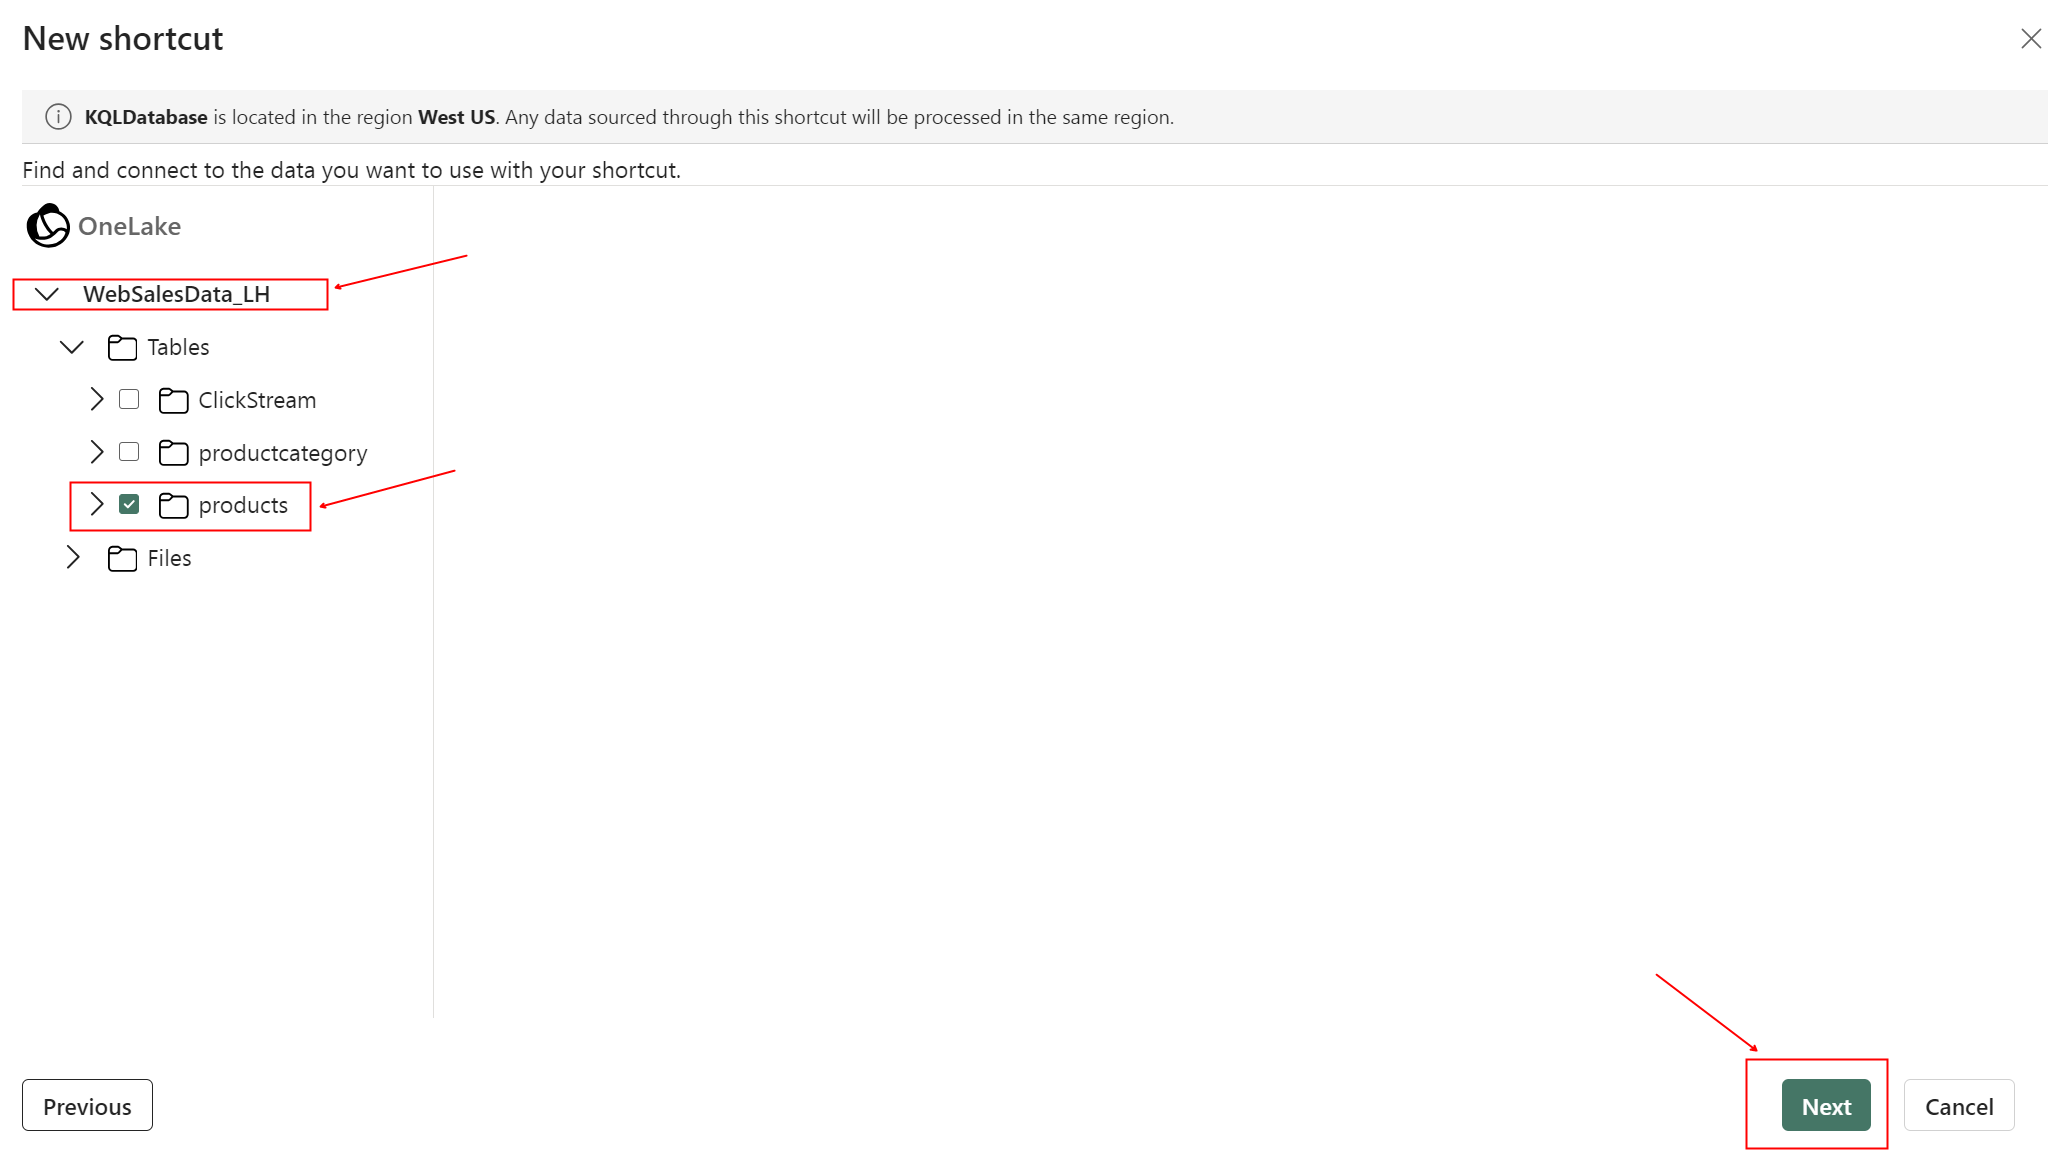 New shortcut
KQLDatabase is located in the region West US. Any data sourced through this shortcut will be processed in the same region.
Find and connect to the data you want to use with your shortcut.
OneLake
WebSalesData_LH
Tables
ClickStream
productcategory
products
Files
Previous
Next
Cancel